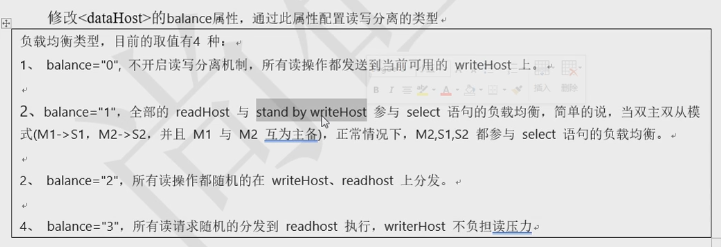 修改<dataHost>的balance属性，通过此属性配置读写分离的类型
负载均衡类型，目前的取值有4 种：
1、 balance="0", 不开启读写分离机制，所有读操作都发送到当前可用的 writeHost 上。
2、balance="1"，全部的 readHost 与 stand by writeHost 参与 select 语句的负载均衡，简单的说，当双主双从模
式(M1->S1，M2->S2，并且 M1 与 M2 互为主备)，正常情况下，M2,S1,S2 都参与 select 语句的负载均衡。
2、 balance="2"，所有读操作都随机的在 writeHost、readhost 上分发。
4、 balance="3"，所有读请求随机的分发到 readhost 执行，writerHost 不负担读压力